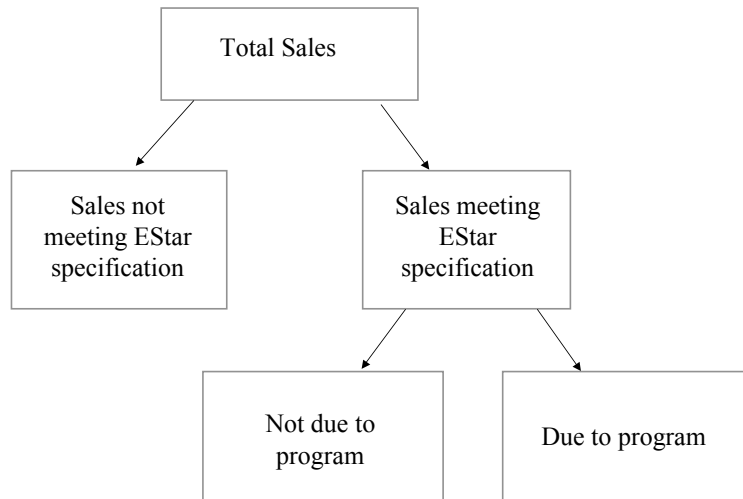 Total Sales
Sales not
meeting EStar
specification
Sales meeting
EStar
specification
Not due to
program
Due to program